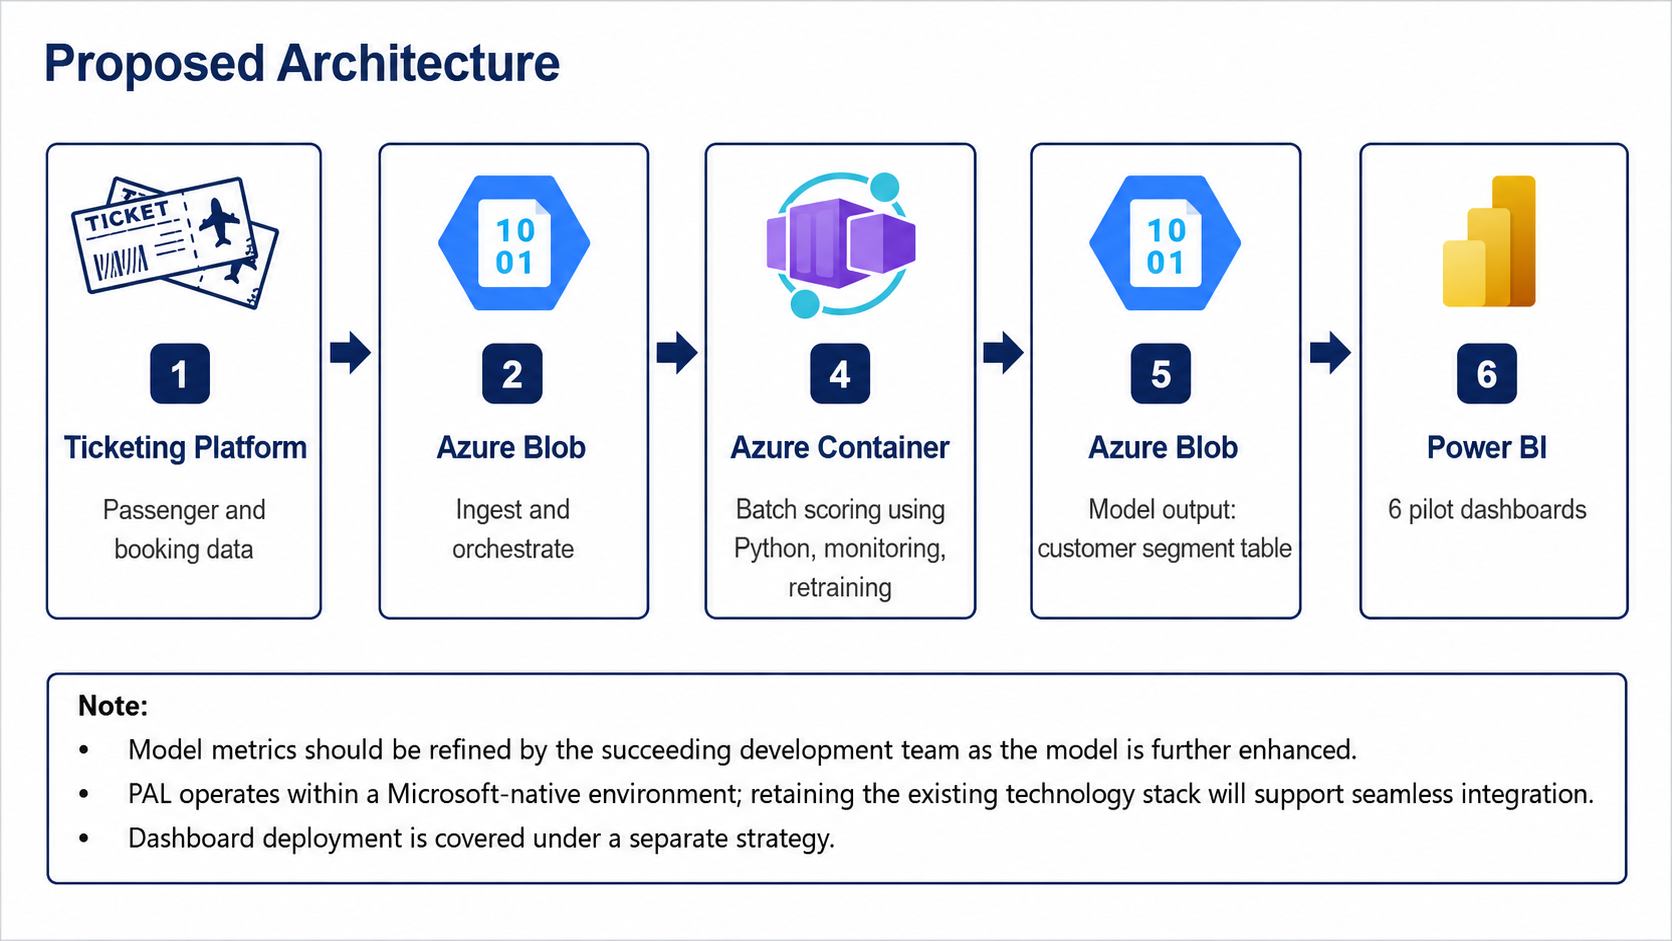 Proposed Architecture
TICKET
10
01
10
01
1
2
4
5
6
Ticketing Platform
Azure Blob
Azure Container
Azure Blob
Power BI
Passenger and
booking data
Ingest and
orchestrate
Batch scoring using
Python, monitoring,
retraining
Model output:
customer segment table
6 pilot dashboards
Note:
• Model metrics should be refined by the succeeding development team as the model is further enhanced.
• PAL operates within a Microsoft-native environment; retaining the existing technology stack will support seamless integration.
• Dashboard deployment is covered under a separate strategy.